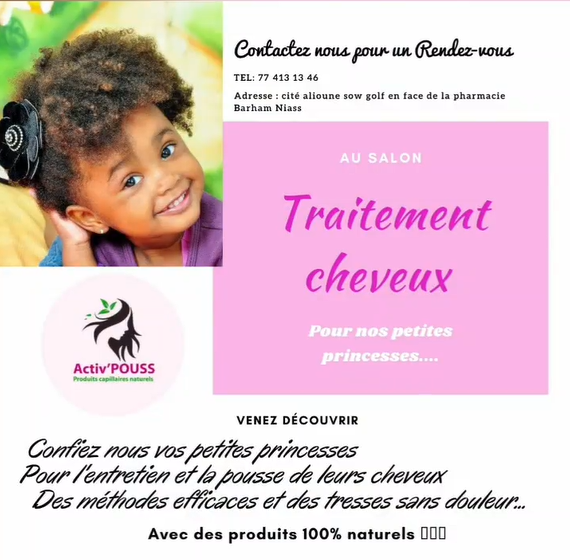 Contactez nous pour un Rendez-vous
TEL: 77 413 13 46
Adresse : cité alioune sow golf en face de la pharmacie
Barham Niass
AU SALON
Traitement
cheveux
Pour nos petites
princesses....
Activ'POUSS
Produits capillaires naturels
VENEZ DÉCOUVRIR
Confiez nous vos petites princesses
Pour l'entretien et la pousse de leurs cheveux
Des méthodes efficaces et des tresses sans douleur...
Avec des produits 100% naturels